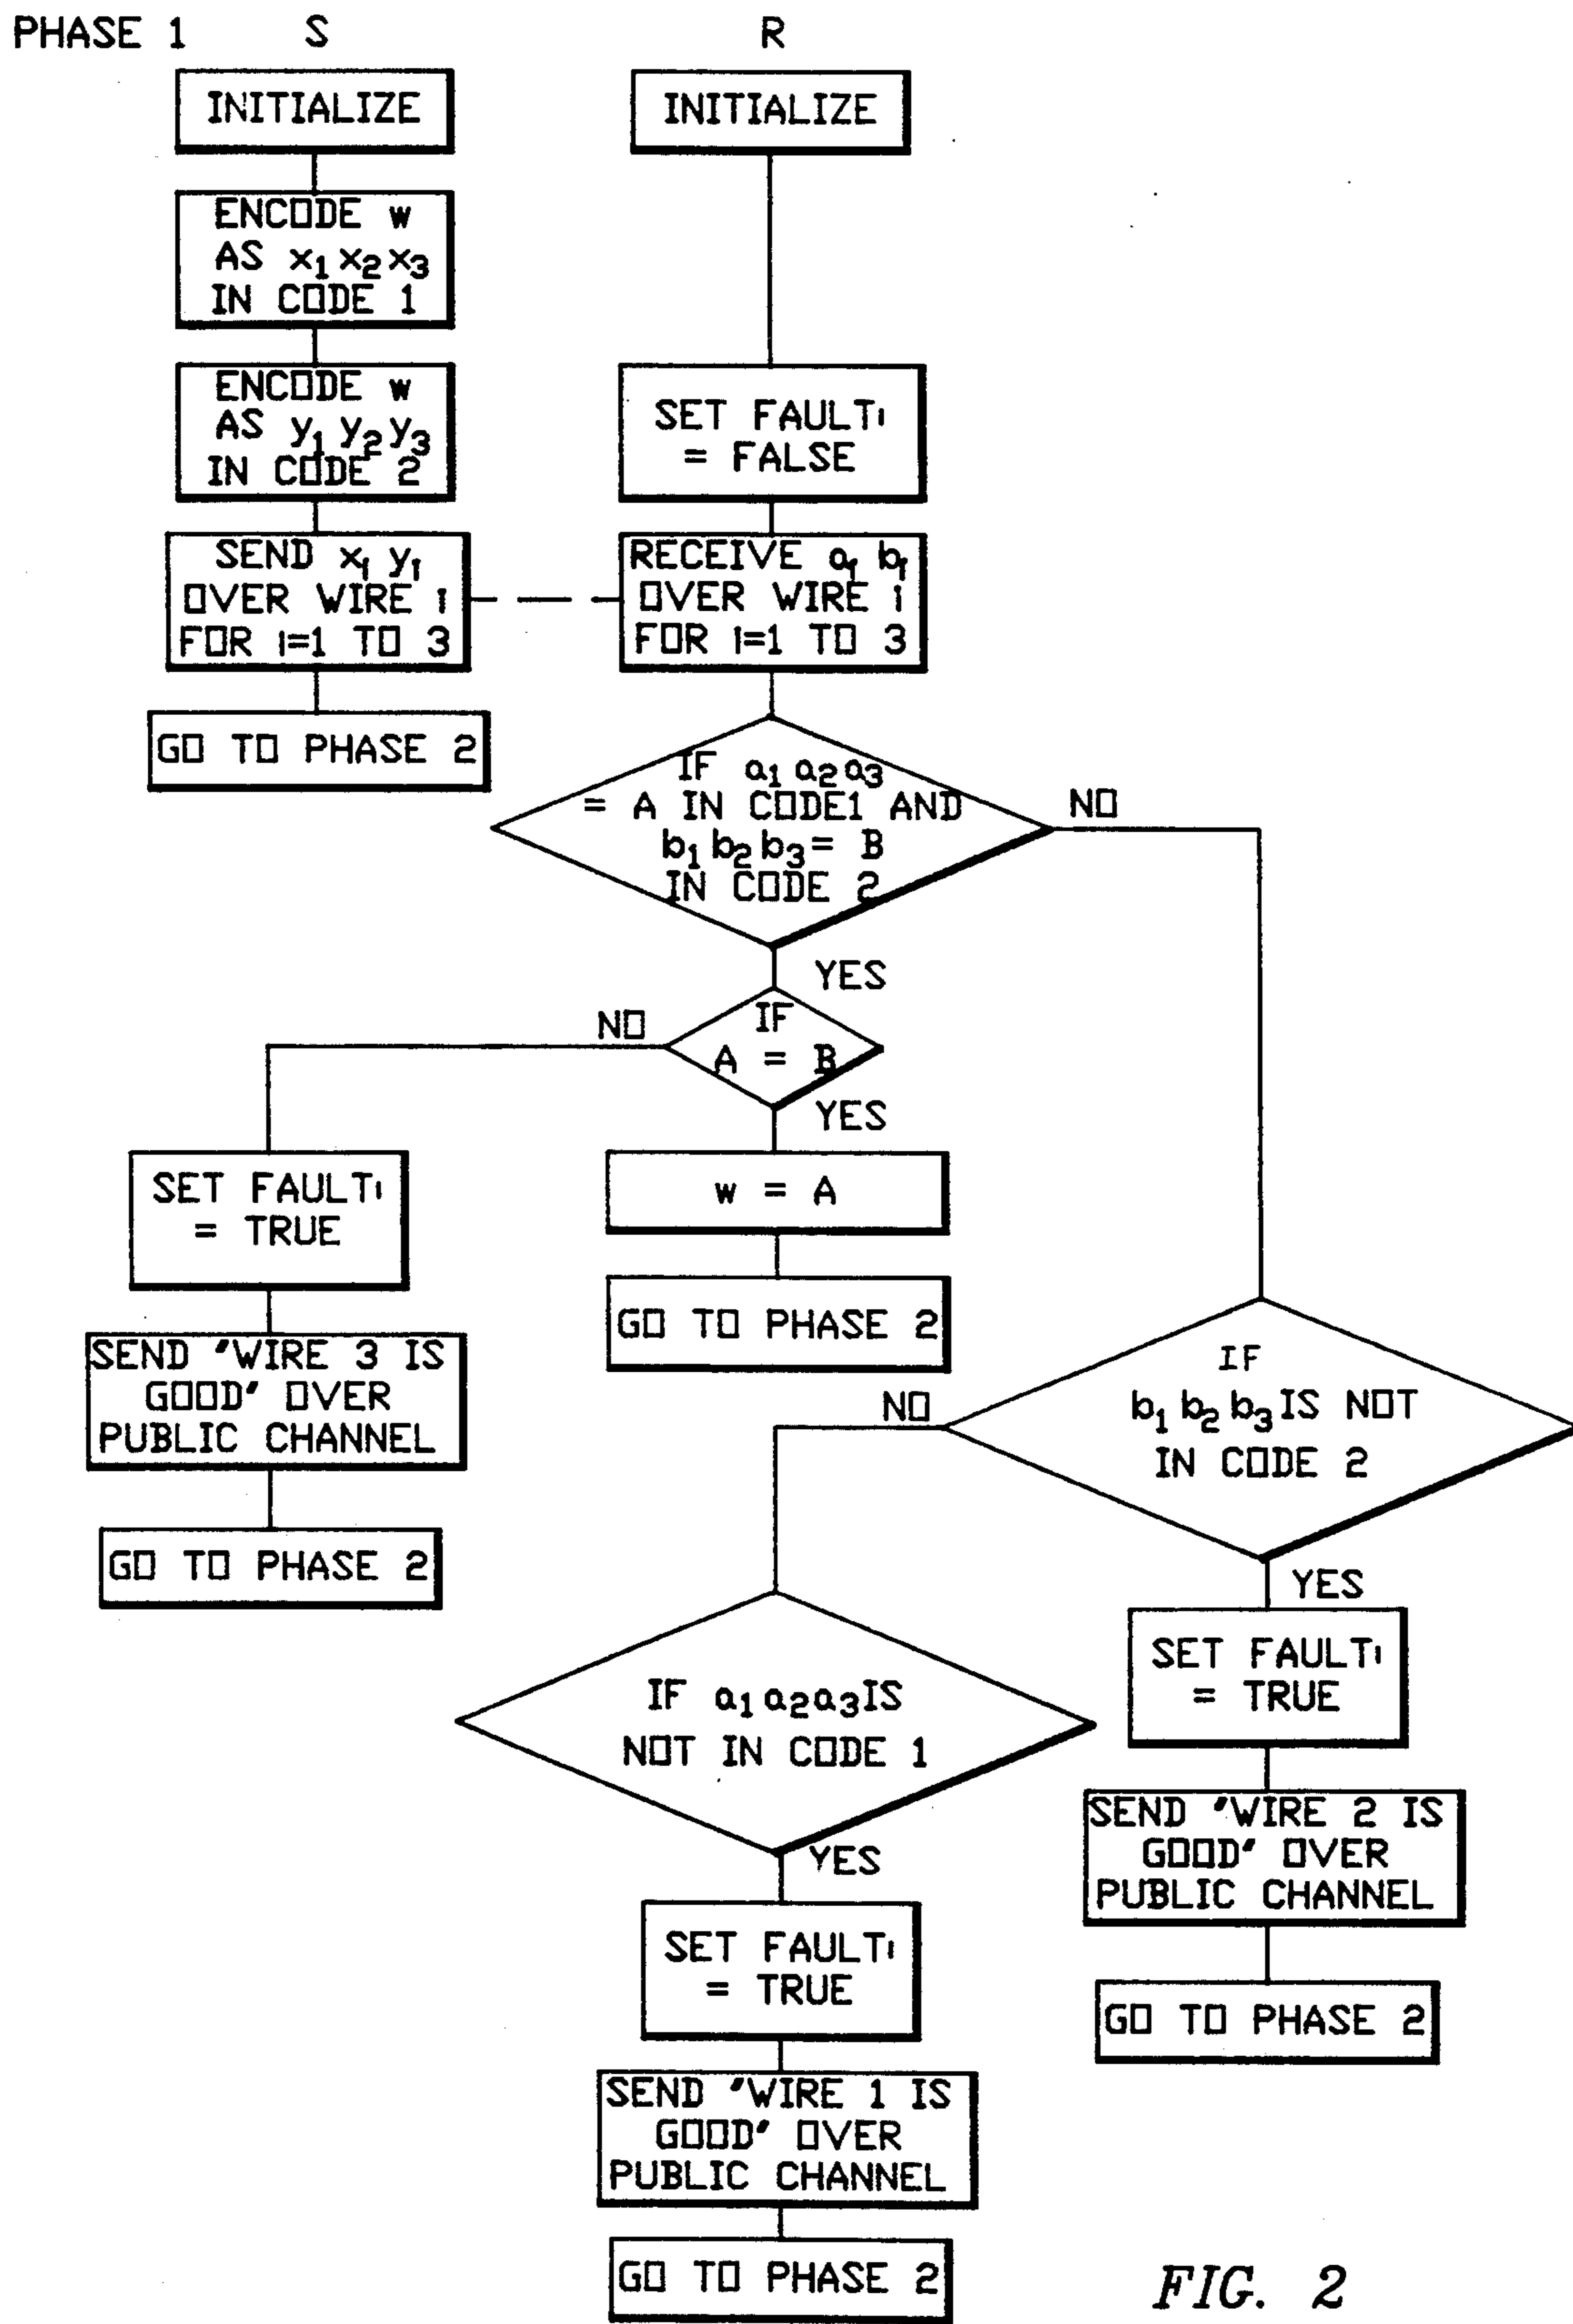 PHASE 1 S R
INITIALIZE
ENCODE w
AS x₁ x₂ x₃
IN CODE 1
ENCODE w
AS y₁ y₂ y₃
IN CODE 2
SEND xᵢ yᵢ
OVER WIRE i
FOR i=1 TO 3
GO TO PHASE 2
INITIALIZE
SET FAULTi
= FALSE
RECEIVE aᵢ bᵢ
OVER WIRE i
FOR i=1 TO 3
IF a₁ a₂ a₃
= A IN CODE1 AND
b₁ b₂ b₃ = B
IN CODE 2
NO
YES
IF
A = B
NO
YES
SET FAULTi
= TRUE
SEND "WIRE 3 IS
GOOD" OVER
PUBLIC CHANNEL
GO TO PHASE 2
w = A
GO TO PHASE 2
IF
b₁ b₂ b₃ IS NOT
IN CODE 2
NO
YES
SET FAULTi
= TRUE
SEND "WIRE 2 IS
GOOD" OVER
PUBLIC CHANNEL
GO TO PHASE 2
IF a₁ a₂ a₃ IS
NOT IN CODE 1
YES
SET FAULTi
= TRUE
SEND "WIRE 1 IS
GOOD" OVER
PUBLIC CHANNEL
GO TO PHASE 2
FIG. 2